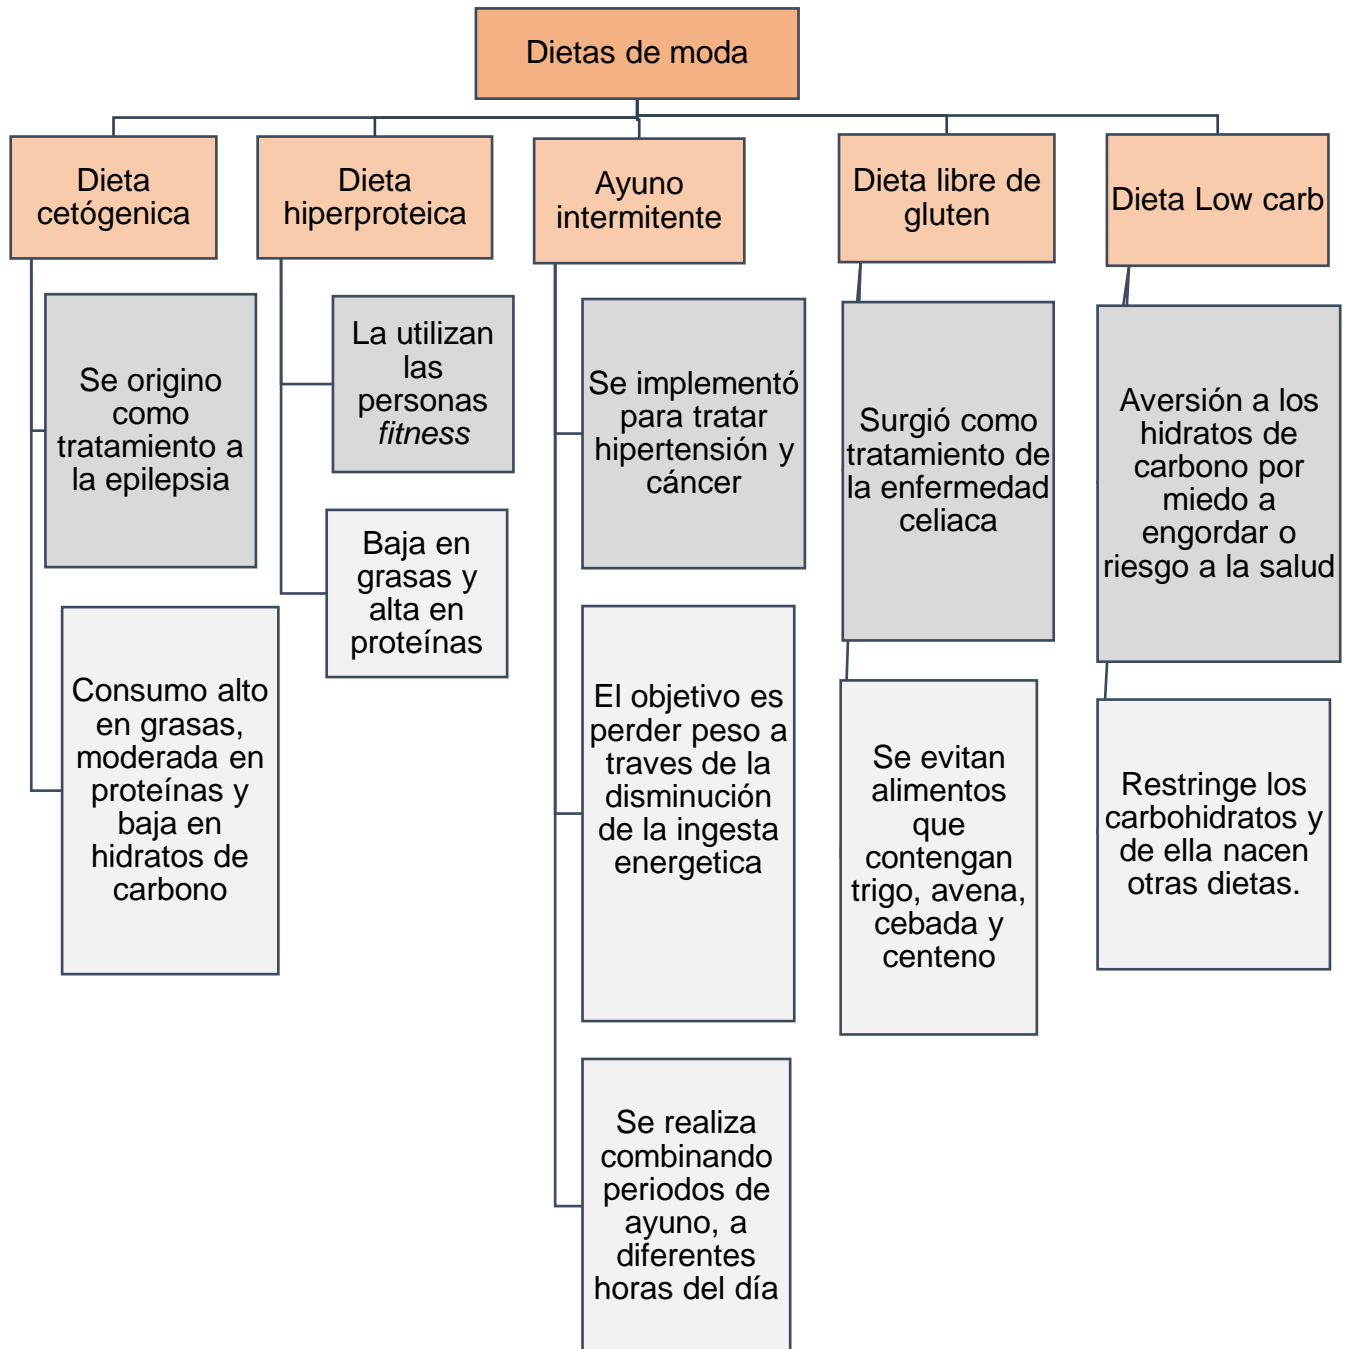 Dietas de moda
Dieta
cetógenica
Dieta
hiperproteica
Ayuno
intermitente
Dieta libre de
gluten
Dieta Low carb
Se origino
como
tratamiento a
la epilepsia
Consumo alto
en grasas,
moderada en
proteínas y
baja en
hidratos de
carbono
La utilizan
las
personas
fitness
Baja en
grasas y
alta en
proteínas
Se implementó
para tratar
hipertensión y
cáncer
El objetivo es
perder peso a
traves de la
disminución
de la ingesta
energetica
Se realiza
combinando
periodos de
ayuno, a
diferentes
horas del día
Surgió como
tratamiento de
la enfermedad
celiaca
Se evitan
alimentos
que
contengan
trigo, avena,
cebada y
centeno
Aversión a los
hidratos de
carbono por
miedo a
engordar o
riesgo a la salud
Restringe los
carbohidratos y
de ella nacen
otras dietas.